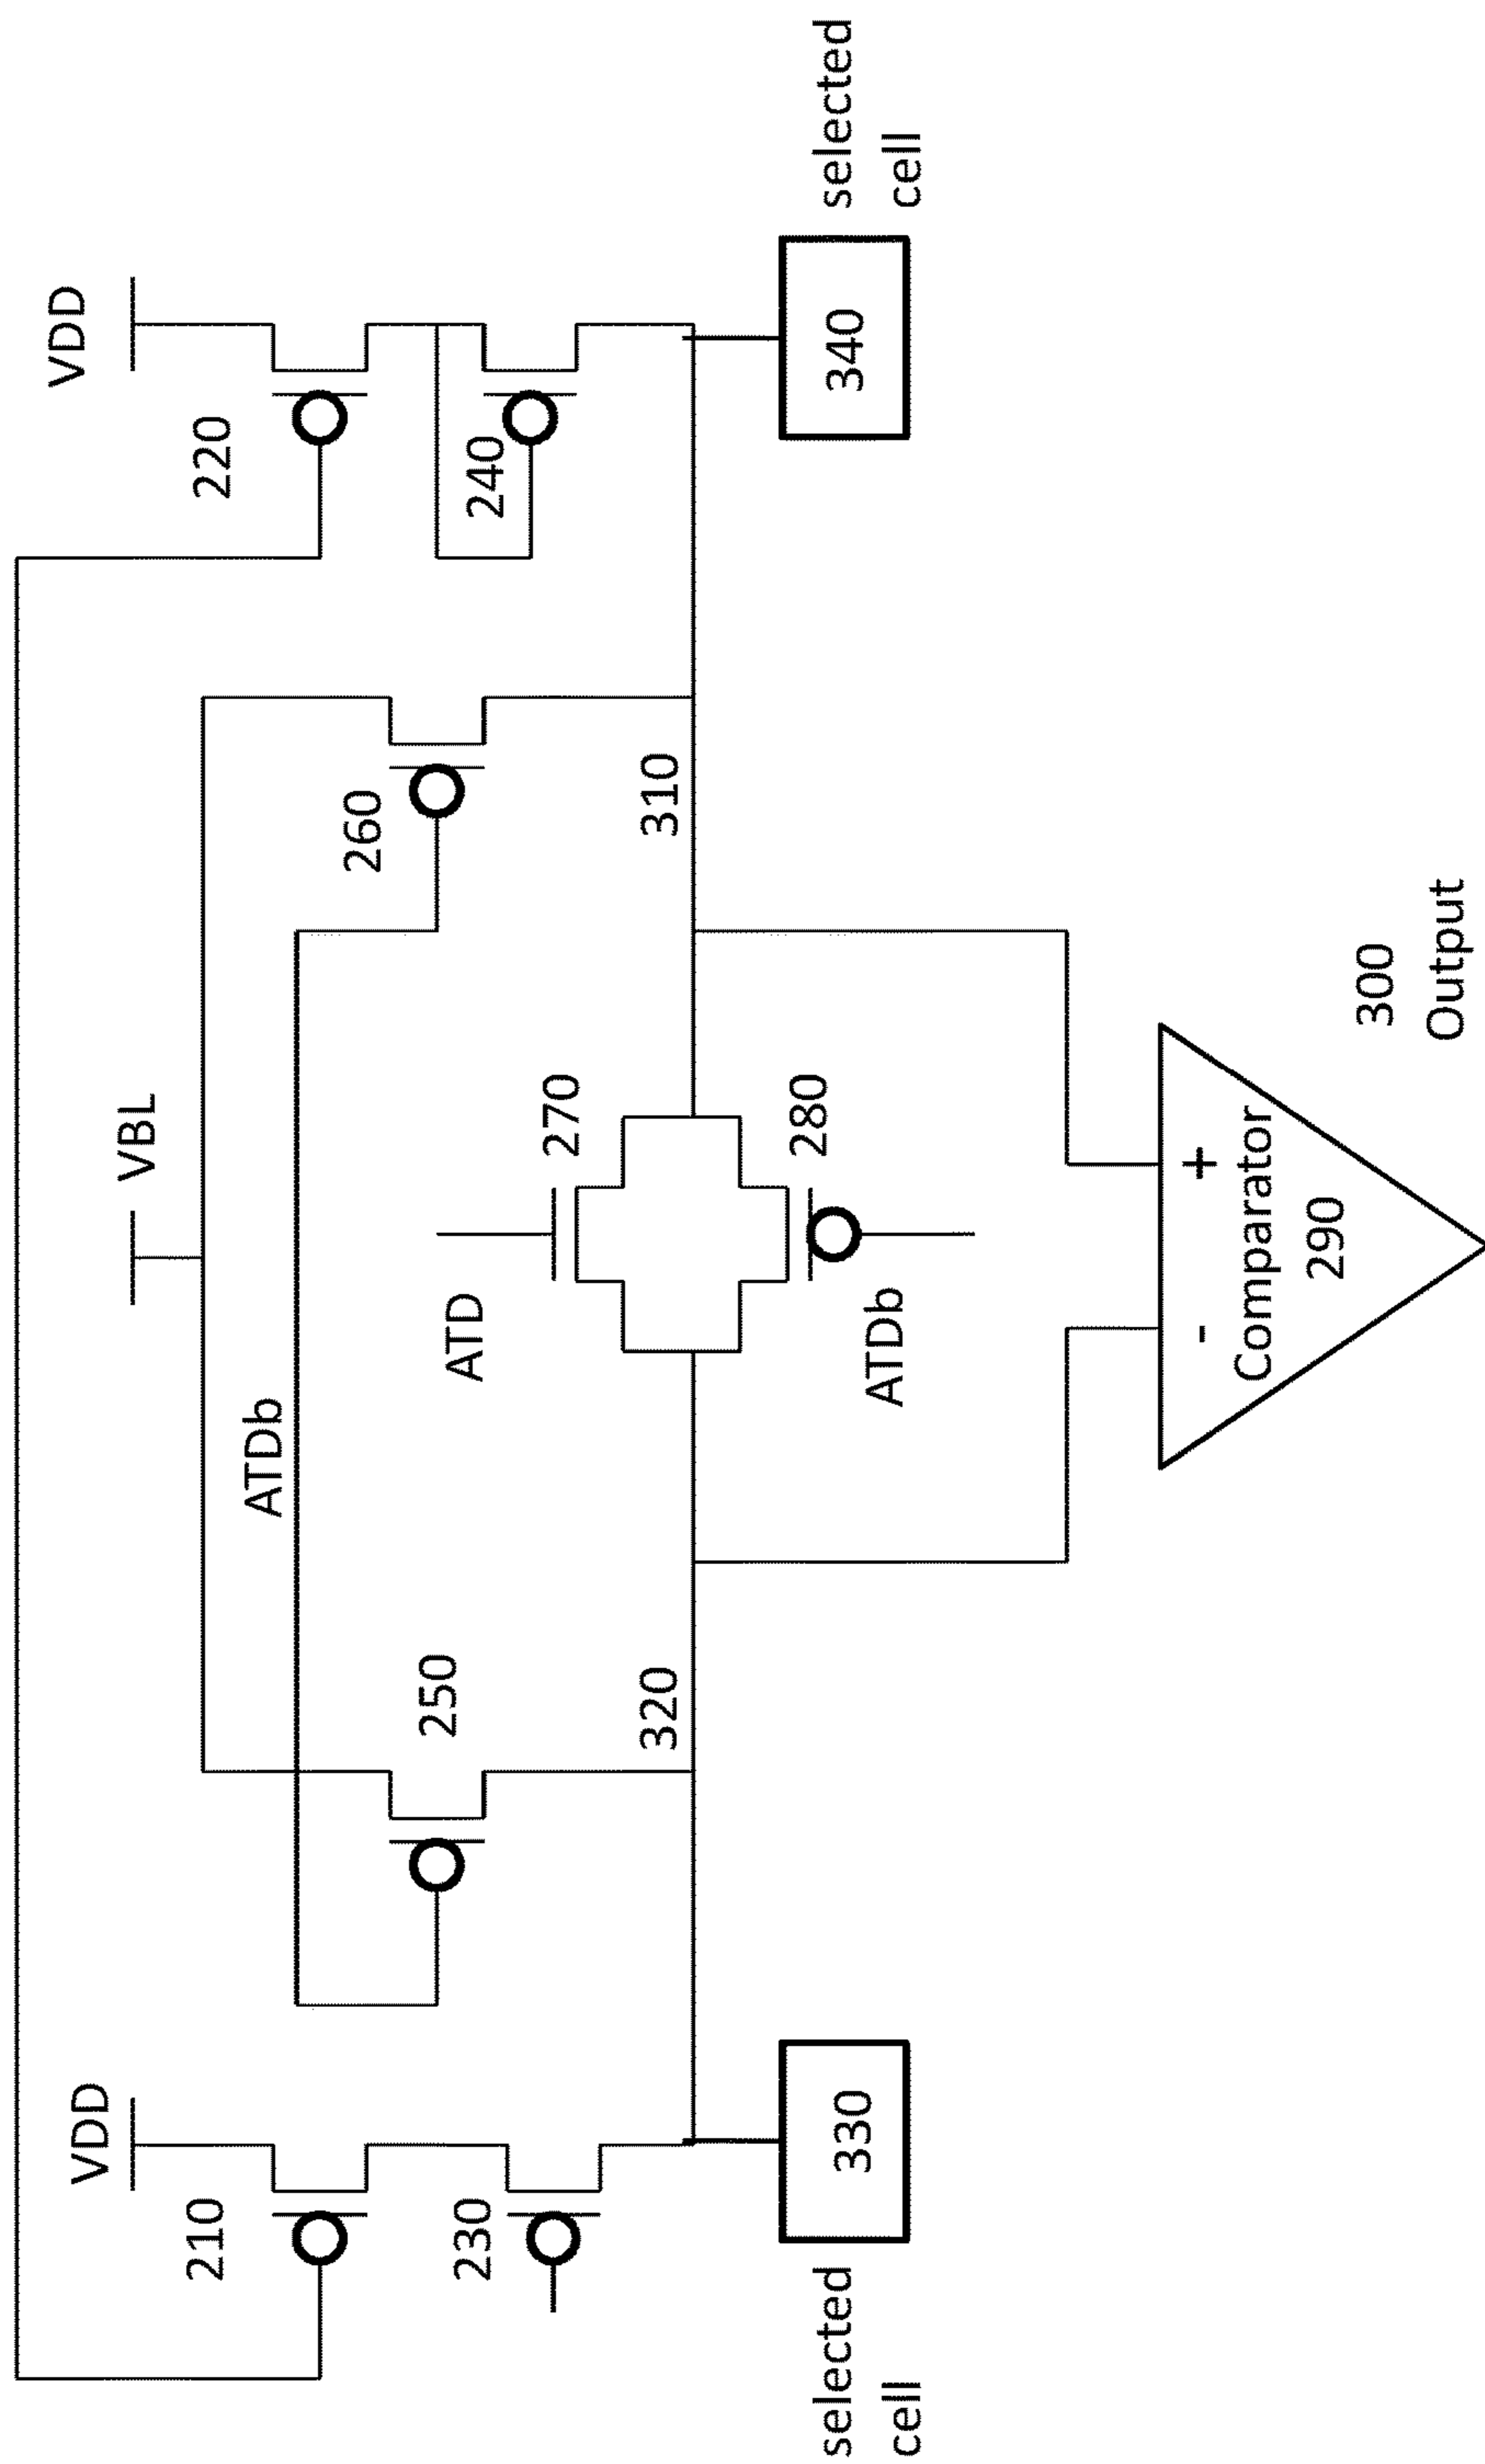 VDD
VBL
VDD
210
220
ATDb
230
250
260
240
ATD
270
320
310
280
ATDb
selected
cell
330
340
selected
cell
- +
Comparator
290
300
Output